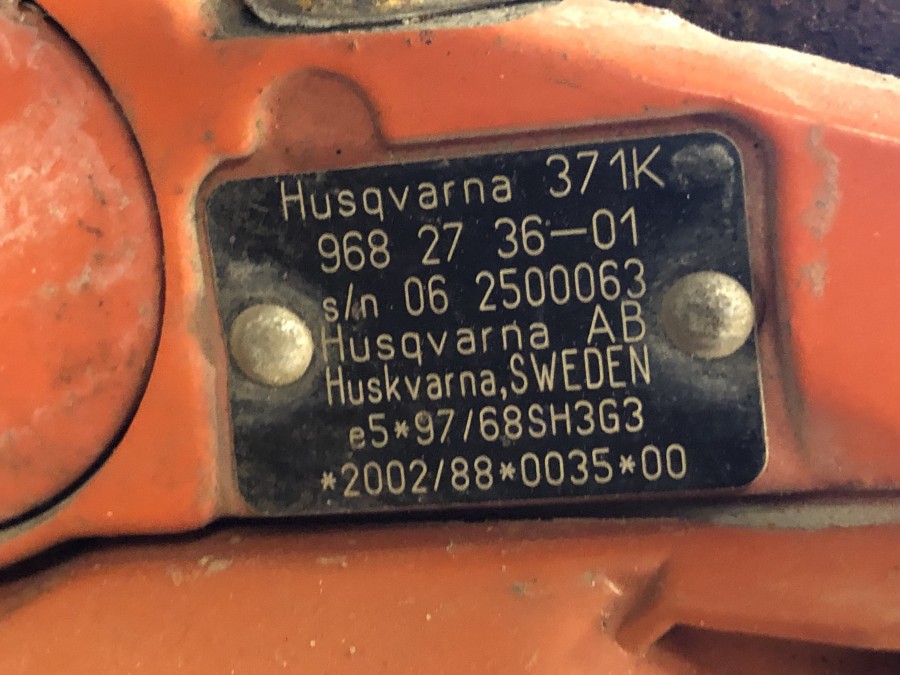 Husqvarna 371K
968 27 36-01
s/n 06 2500063
Husqvarna AB
Huskvarna,SWEDEN
e5*97/68SH3G3
*2002/88*0035*00